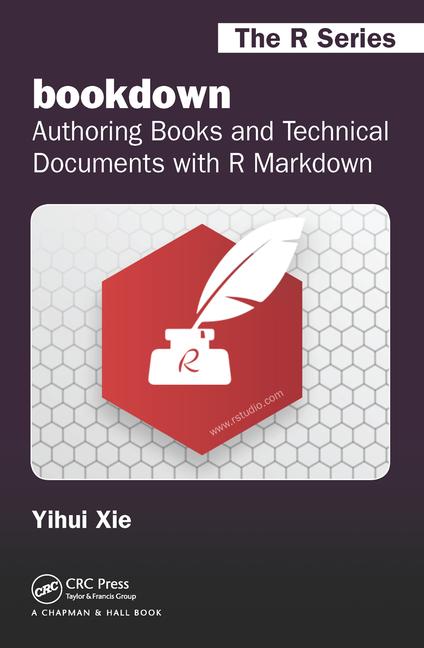 The R Series
bookdown
Authoring Books and Technical
Documents with R Markdown
R
www.rstudio.com
Yihui Xie
CRC
CRC Press
Taylor & Francis Group
A CHAPMAN & HALL BOOK